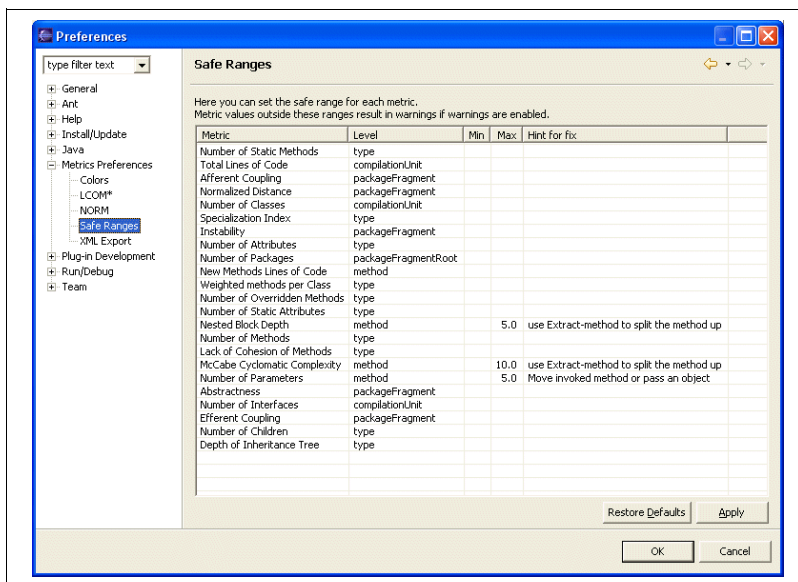 Preferences
type filter text
Safe Ranges
General
Ant
Help
Install/Update
Java
Metrics Preferences
Colors
LCOM*
NORM
Safe Ranges
XML Export
Plug-in Development
Run/Debug
Team
Here you can set the safe range for each metric.
Metric values outside these ranges result in warnings if warnings are enabled.
Metric Level Min Max Hint for fix
Number of Static Methods type
Total Lines of Code compilationUnit
Afferent Coupling packageFragment
Normalized Distance packageFragment
Number of Classes compilationUnit
Specialization Index type
Instability packageFragment
Number of Attributes type
Number of Packages packageFragmentRoot
New Methods Lines of Code method
Weighted methods per Class type
Number of Overridden Methods type
Number of Static Attributes type
Nested Block Depth method 5.0 use Extract-method to split the method up
Number of Methods type
Lack of Cohesion of Methods type
McCabe Cyclomatic Complexity method 10.0 use Extract-method to split the method up
Number of Parameters method 5.0 Move invoked method or pass an object
Abstractness packageFragment
Number of Interfaces compilationUnit
Efferent Coupling packageFragment
Number of Children type
Depth of Inheritance Tree type
Restore Defaults Apply
OK Cancel